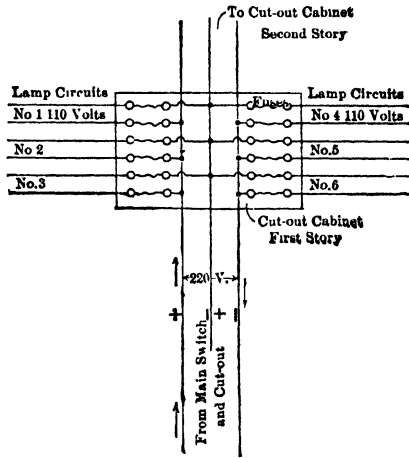 To Cut-out Cabinet
Second Story
Lamp Circuits
Fuses
Lamp Circuits
No 1 110 Volts
No 4 110 Volts
No 2
No.5
No.3
No.6
Cut-out Cabinet
First Story
220 V.
+ - + -
From Main Switch
and Cut-out